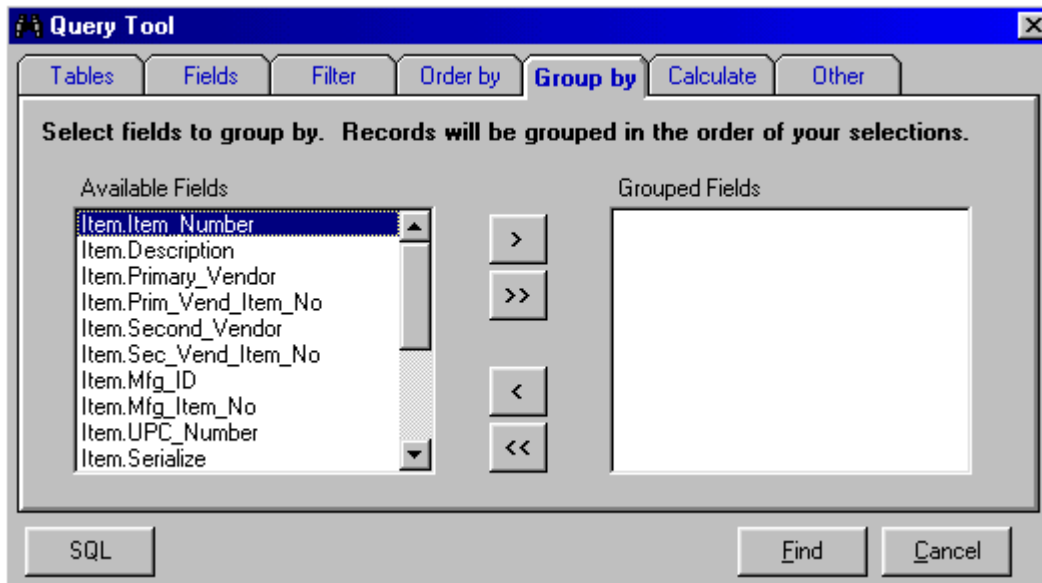 Query Tool
Tables Fields Filter Order by Group by Calculate Other
Select fields to group by. Records will be grouped in the order of your selections.
Available Fields
Grouped Fields
Item.Item_Number
Item.Description
Item.Primary_Vendor
Item.Prim_Vend_Item_No
Item.Second_Vendor
Item.Sec_Vend_Item_No
Item.Mfg_ID
Item.Mfg_Item_No
Item.UPC_Number
Item.Serialize
>
>>
<
<<
SQL
Find
Cancel